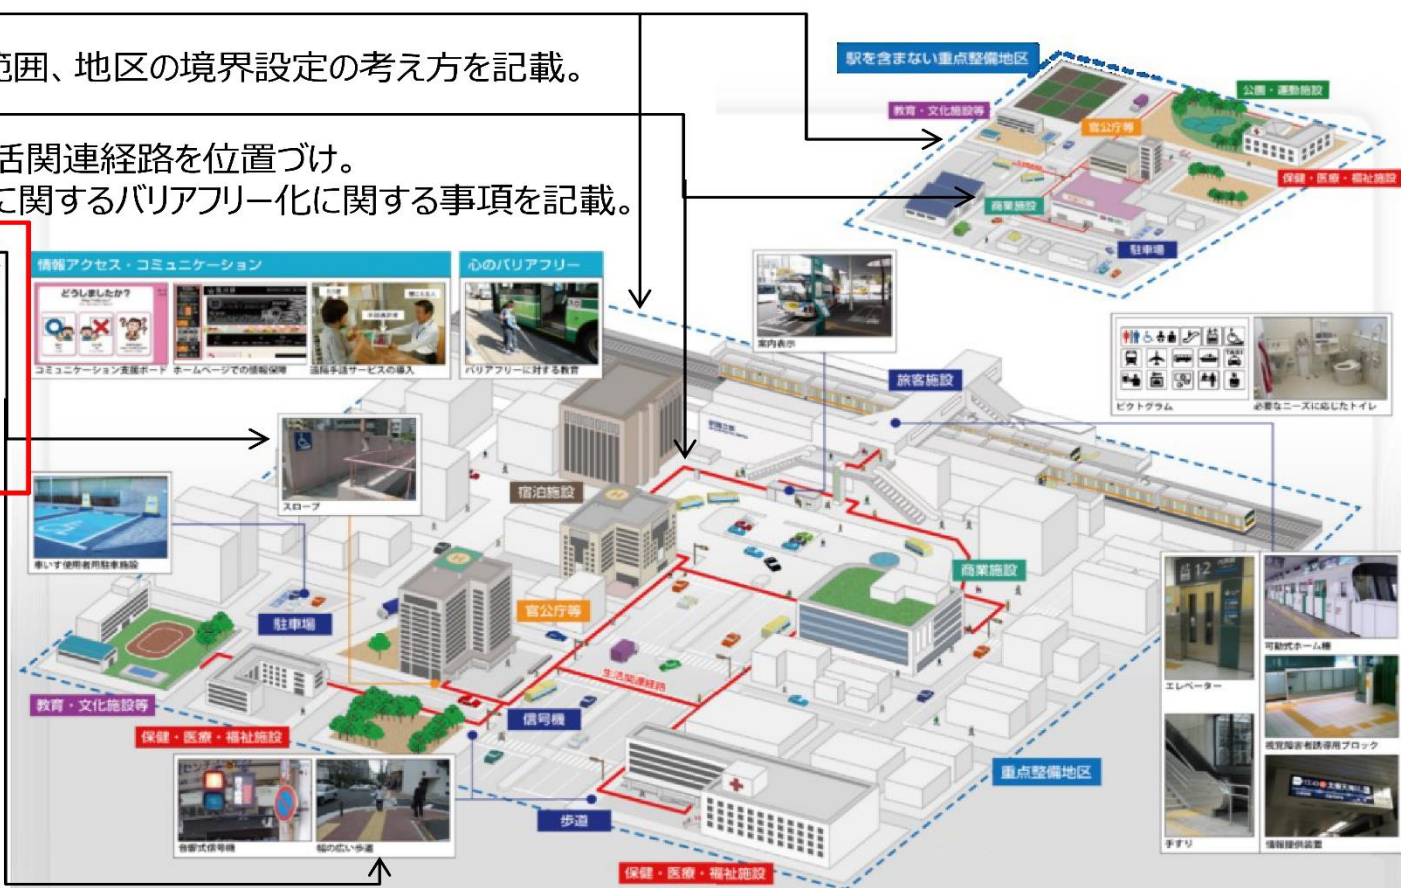 範囲、地区の境界設定の考え方を記載。
活関連経路を位置づけ。
に関するバリアフリー化に関する事項を記載。
駅を含まない重点整備地区
公園・運動施設
教育・文化施設等
官公庁等
保健・医療・福祉施設
商業施設
駐車場
情報アクセス・コミュニケーション
心のバリアフリー
どうしましたか？
コミュニケーション支援ボード
ホームページでの情報保障
遠隔手話サービスの導入
バリアフリーに対する教育
案内表示
旅客施設
ピクトグラム
必要なニーズに応じたトイレ
TAXI
スロープ
宿泊施設
車いす使用者用駐車施設
商業施設
官公庁等
駐車場
エレベーター
可動式ホーム柵
生活関連経路
教育・文化施設等
信号機
保健・医療・福祉施設
視覚障害者誘導用ブロック
重点整備地区
歩道
音響式信号機
幅の広い歩道
手すり
情報提供装置
保健・医療・福祉施設